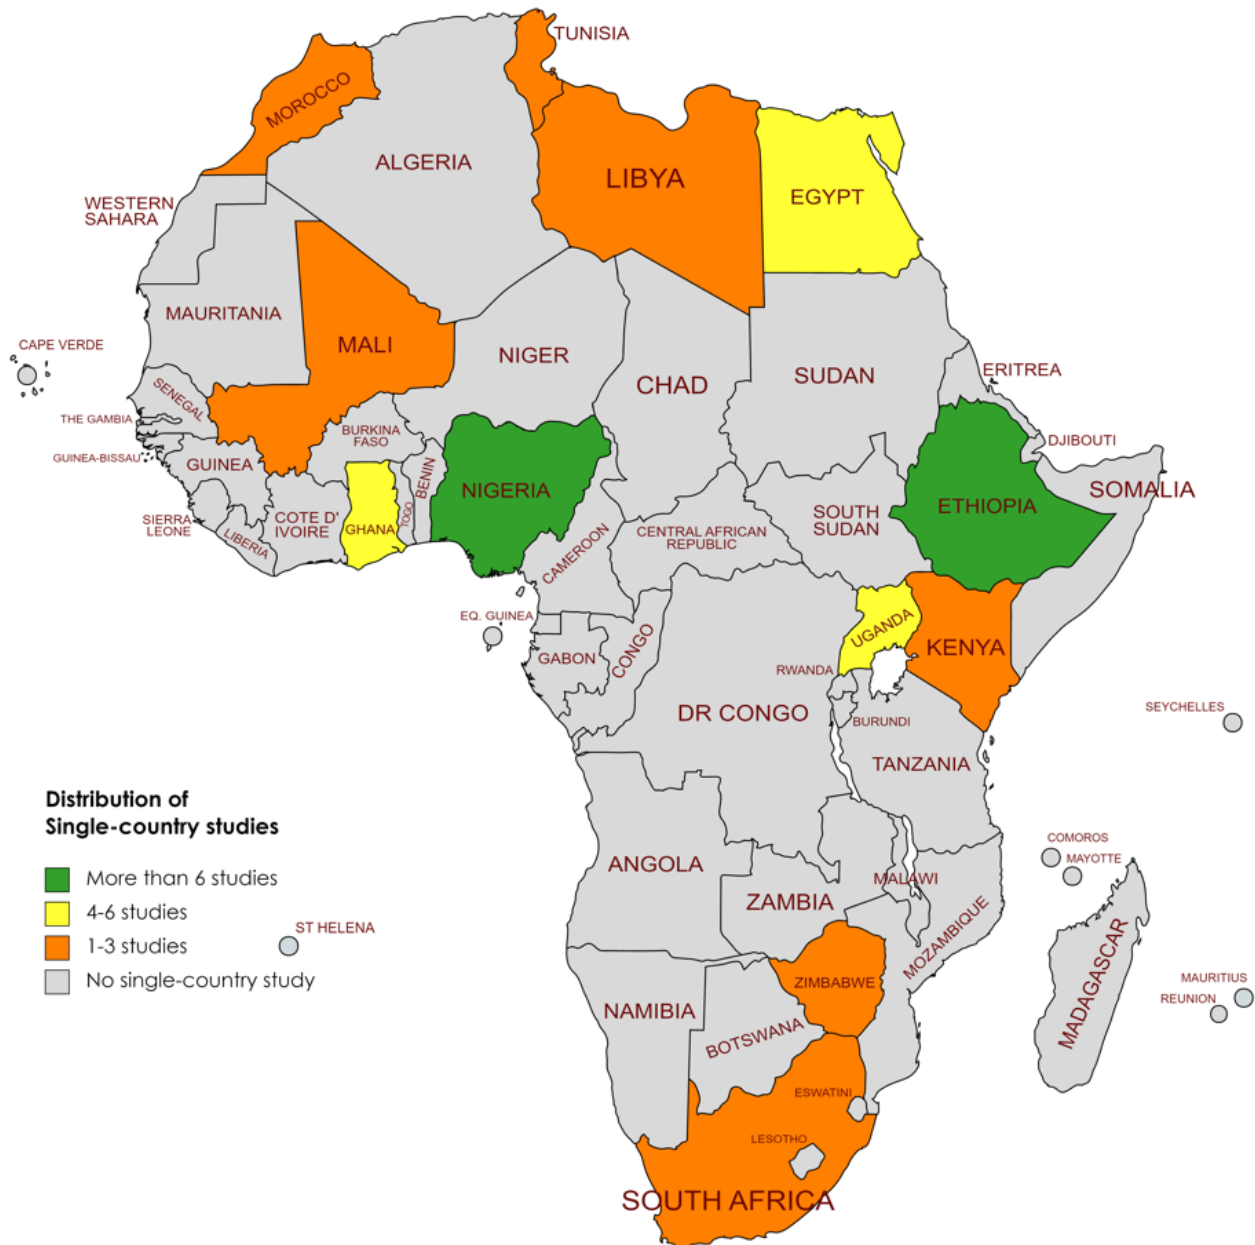 TUNISIA
MOROCCO
ALGERIA
LIBYA
EGYPT
WESTERN
SAHARA
MAURITANIA
MALI
NIGER
CHAD
SUDAN
ERITREA
CAPE VERDE
SENEGAL
THE GAMBIA
GUINEA-BISSAU
GUINEA
BURKINA
FASO
BENIN
NIGERIA
DJIBOUTI
SOMALIA
ETHIOPIA
SOUTH
SUDAN
SIERRA-
LEONE
LIBERIA
COTE D'
IVOIRE
GHANA
TOGO
CAMEROON
CENTRAL AFRICAN
REPUBLIC
EQ. GUINEA
GABON
CONGO
UGANDA
KENYA
RWANDA
DR CONGO
BURUNDI
TANZANIA
SEYCHELLES
Distribution of
Single-country studies
More than 6 studies
4-6 studies
1-3 studies
No single-country study
ST HELENA
ANGOLA
ZAMBIA
MALAWI
MOZAMBIQUE
COMOROS
MAYOTTE
MADAGASCAR
MAURITIUS
REUNION
NAMIBIA
BOTSWANA
ZIMBABWE
ESWATINI
LESOTHO
SOUTH AFRICA